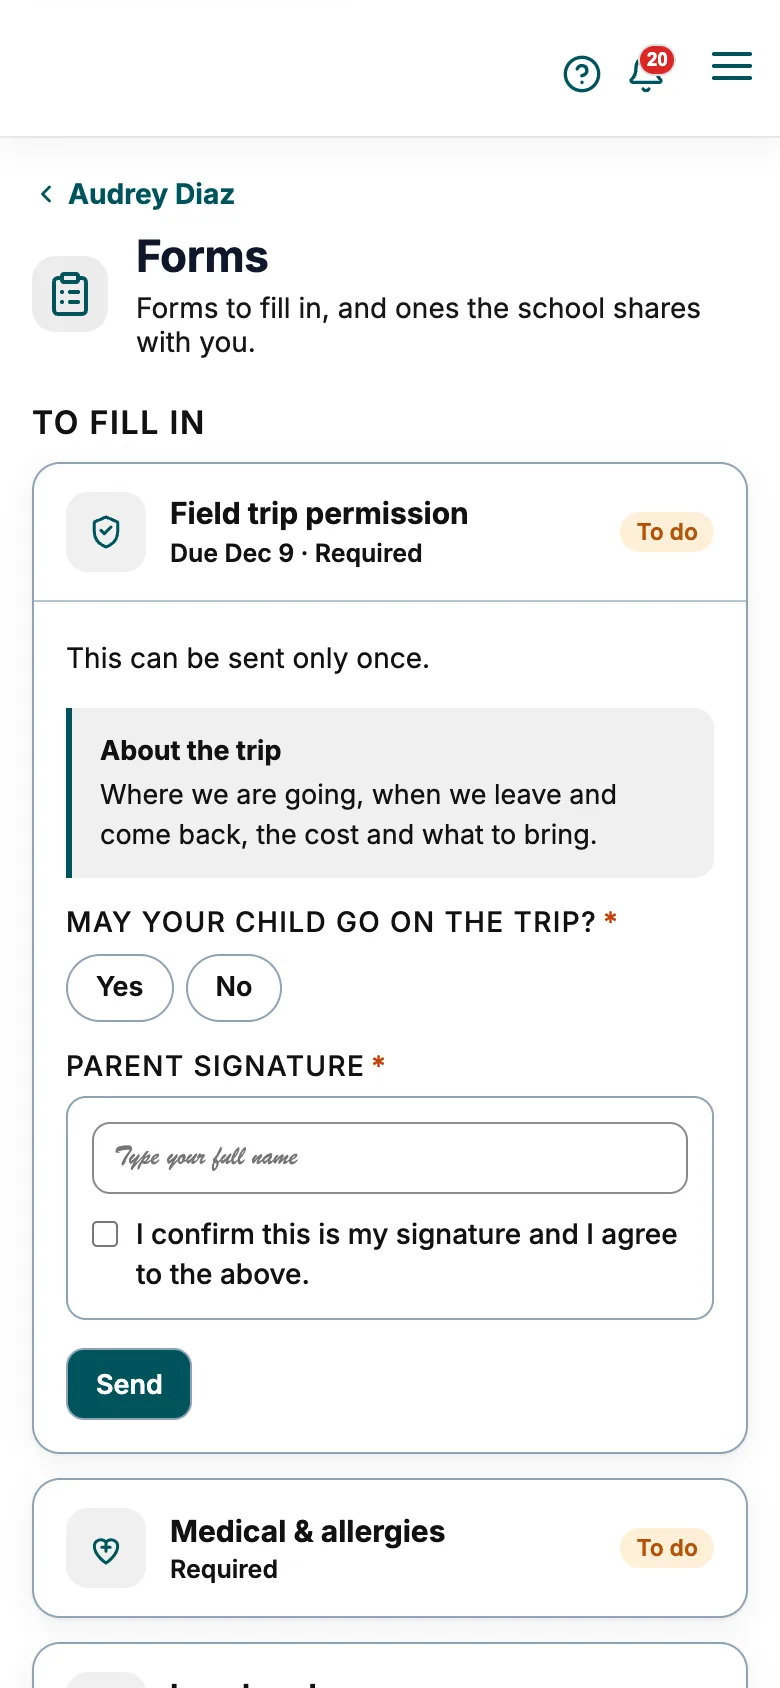 20
Audrey Diaz
Forms
Forms to fill in, and ones the school shares
with you.
TO FILL IN
Field trip permission
Due Dec 9 · Required
To do
This can be sent only once.
About the trip
Where we are going, when we leave and
come back, the cost and what to bring.
MAY YOUR CHILD GO ON THE TRIP? *
Yes
No
PARENT SIGNATURE *
Type your full name
I confirm this is my signature and I agree
to the above.
Send
Medical & allergies
Required
To do